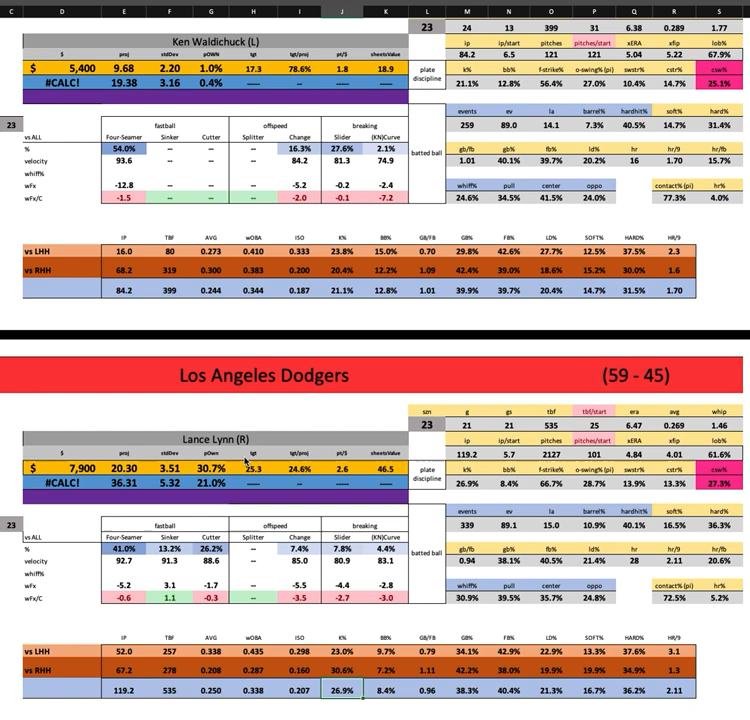 C D E F G H I J K L M N O P Q R S
23 24 13 399 31 6.38 0.289 1.77
Ken Waldichuck (L) ip ip/start pitches pitches/start xERA xfip lob%
84.2 6.5 121 121 5.04 5.22 67.9%
$ proj stdDev pOWN tgt tgt/proj pt/$ sheetsValue
$ 5,400 9.68 2.20 1.0% 17.3 78.6% 1.8 18.9
plate discipline k% bb% f-strike% o-swing% (pi) swstr% cstr% csw%
#CALC! 19.38 3.16 0.4% ---- ---- -- ----
21.1% 12.8% 56.4% 27.0% 10.4% 14.7% 25.1%
events ev la barrel% hardhit% soft% hard%
23 fastball offspeed breaking
259 89.0 14.1 7.3% 40.5% 14.7% 31.4%
vs ALL Four-Seamer Sinker Cutter Splitter Change Slider (KN)Curve
% 54.0% -- -- -- 16.3% 27.6% 2.1%
batted ball gb/fb gb% fb% ld% hr hr/9 hr/fb
velocity 93.6 -- -- -- 84.2 81.3 74.9
1.01 40.1% 39.7% 20.2% 16 1.70 15.7%
whiff%
wFx -12.8 -- -- -- -5.2 -0.2 -2.4
whiff% pull center oppo contact% (pi) hr%
wFx/C -1.5 -- -- -- -2.0 -0.1 -7.2
24.6% 34.5% 41.5% 24.0% 77.3% 4.0%
IP TBF AVG wOBA ISO K% BB% GB/FB GB% FB% LD% SOFT% HARD% HR/9
vs LHH 16.0 80 0.273 0.410 0.333 23.8% 15.0% 0.70 29.8% 42.6% 27.7% 12.5% 37.5% 2.3
vs RHH 68.2 319 0.300 0.383 0.200 20.4% 12.2% 1.09 42.4% 39.0% 18.6% 15.2% 30.0% 1.6
84.2 399 0.244 0.344 0.187 21.1% 12.8% 1.01 39.9% 39.7% 20.4% 14.7% 31.5% 1.70
Los Angeles Dodgers (59 - 45)
szn g gs tbf tbf/start era avg whip
23 21 21 535 25 6.47 0.269 1.46
Lance Lynn (R) ip ip/start pitches pitches/start xERA xfip lob%
119.2 5.7 2127 101 4.84 4.01 61.6%
$ proj stdDev pOwn tgt tgt/proj pt/$ sheetsValue
$ 7,900 20.30 3.51 30.7% 25.3 24.6% 2.6 46.5
plate discipline k% bb% f-strike% o-swing% (pi) swstr% cstr% csw%
#CALC! 36.31 5.32 21.0% ---- ---- -- ----
26.9% 8.4% 66.7% 28.7% 13.9% 13.3% 27.3%
events ev la barrel% hardhit% soft% hard%
23 fastball offspeed breaking
339 89.1 15.0 10.9% 40.1% 16.5% 36.3%
vs ALL Four-Seamer Sinker Cutter Splitter Change Slider (KN)Curve
% 41.0% 13.2% 26.2% -- 7.4% 7.8% 4.4%
batted ball gb/fb gb% fb% ld% hr hr/9 hr/fb
velocity 92.7 91.3 88.6 -- 85.0 80.9 83.1
0.94 38.1% 40.5% 21.4% 28 2.11 20.6%
whiff%
wFx -5.2 3.1 -1.7 -- -5.5 -4.4 -2.8
whiff% pull center oppo contact% (pi) hr%
wFx/C -0.6 1.1 -0.3 -- -3.5 -2.7 -3.0
30.9% 39.5% 35.7% 24.8% 72.5% 5.2%
IP TBF AVG wOBA ISO K% BB% GB/FB GB% FB% LD% SOFT% HARD% HR/9
vs LHH 52.0 257 0.338 0.435 0.298 23.0% 9.7% 0.79 34.1% 42.9% 22.9% 13.3% 37.6% 3.1
vs RHH 67.2 278 0.208 0.287 0.160 30.6% 7.2% 1.11 42.2% 38.0% 19.9% 19.9% 34.9% 1.3
119.2 535 0.250 0.338 0.207 26.9% 8.4% 0.96 38.3% 40.4% 21.3% 16.7% 36.2% 2.11